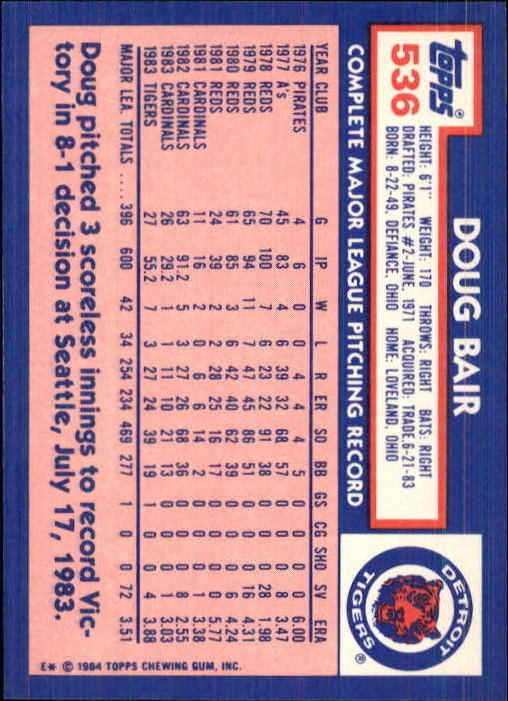 Topps®
536
DOUG BAIR
HEIGHT: 6'1" WEIGHT: 170 THROWS: RIGHT BATS: RIGHT
DRAFTED: PIRATES #2-JUNE, 1971 ACQUIRED: TRADE, 6-21-83
BORN: 8-22-49, DEFIANCE, OHIO HOME: LOVELAND, OHIO
DETROIT TIGERS ®
COMPLETE MAJOR LEAGUE PITCHING RECORD
YEAR CLUB G IP W L R ER SO BB GS CG SHO SV ERA
1976 PIRATES 4 6 0 0 4 4 4 5 0 0 0 0 6.00
1977 A's 45 83 4 6 39 32 68 57 0 0 0 8 3.47
1978 REDS 70 100 7 6 23 22 91 38 0 0 0 28 1.98
1979 REDS 65 94 11 7 47 45 86 51 0 0 0 16 4.31
1980 REDS 61 85 3 6 42 40 62 39 0 0 0 6 4.24
1981 REDS 24 39 2 2 28 25 16 17 0 0 0 0 5.77
1981 CARDINALS 11 16 2 0 6 6 14 2 0 0 0 1 3.38
1982 CARDINALS 63 91.2 5 3 27 26 68 36 0 0 0 8 2.55
1983 CARDINALS 26 29.2 1 1 11 10 21 13 0 0 0 1 3.03
1983 TIGERS 27 55.2 7 3 27 24 39 19 1 0 0 4 3.88
MAJOR LEA. TOTALS .... 396 600 42 34 254 234 469 277 1 0 0 72 3.51
Doug pitched 3 scoreless innings to record Vic-
tory in 8-1 decision at Seattle, July 17, 1983.
E* © 1984 TOPPS CHEWING GUM, INC.